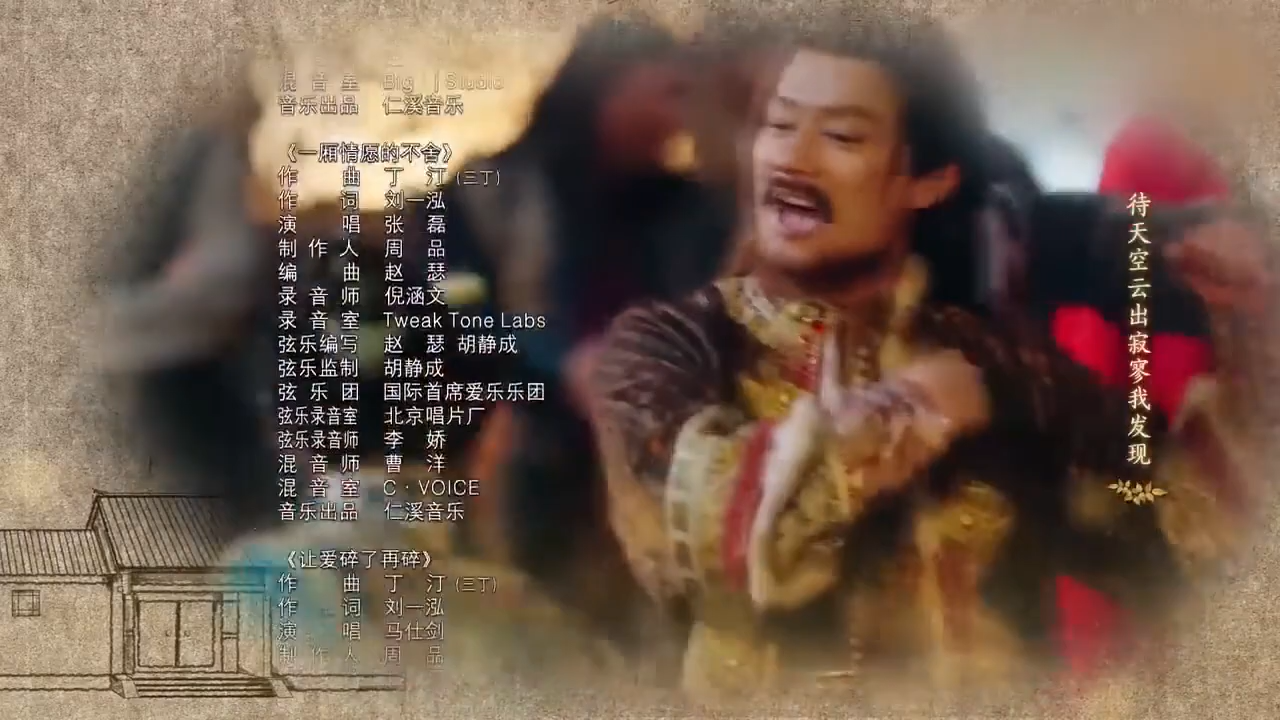 混音室 Big J Studio
音乐出品 仁溪音乐
《一厢情愿的不舍》
作曲 丁汀(三丁)
作词 刘一泓
演唱 张磊
制作人 周品
编曲 赵瑟
录音师 倪涵文
录音室 Tweak Tone Labs
弦乐编写 赵瑟 胡静成
弦乐监制 胡静成
弦乐团 国际首席爱乐乐团
弦乐录音室 北京唱片厂
弦乐录音师 李娇
混音师 曹洋
混音室 C·VOICE
音乐出品 仁溪音乐
《让爱碎了再碎》
作曲 丁汀(三丁)
作词 刘一泓
演唱 马仕剑
制作人 周品
待天空云出寂寥我发现